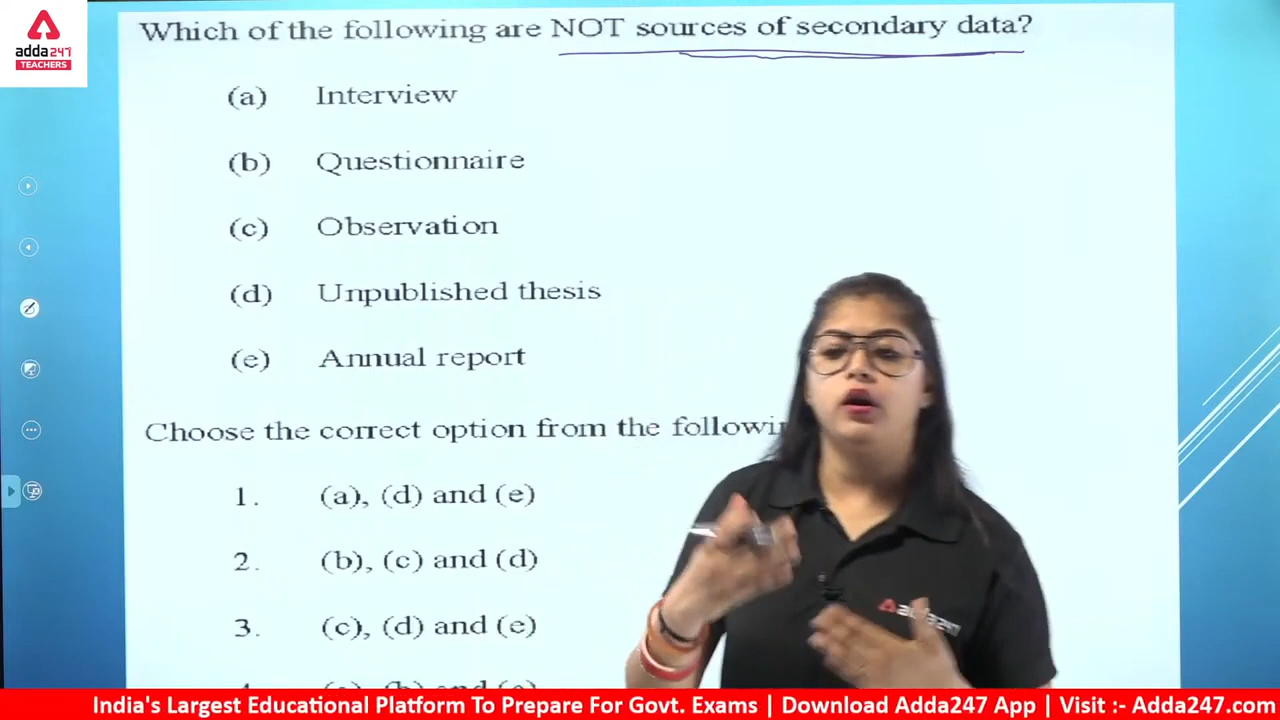 adda247
TEACHERS
Which of the following are NOT sources of secondary data?
(a) Interview
(b) Questionnaire
(c) Observation
(d) Unpublished thesis
(e) Annual report
Choose the correct option from the
1. (a), (d) and (e)
2. (b), (c) and (d)
3. (c), (d) and (e)
India's Largest Educational Platform To Prepare For Govt. Exams | Download Adda247 App | Visit :- Adda247.com